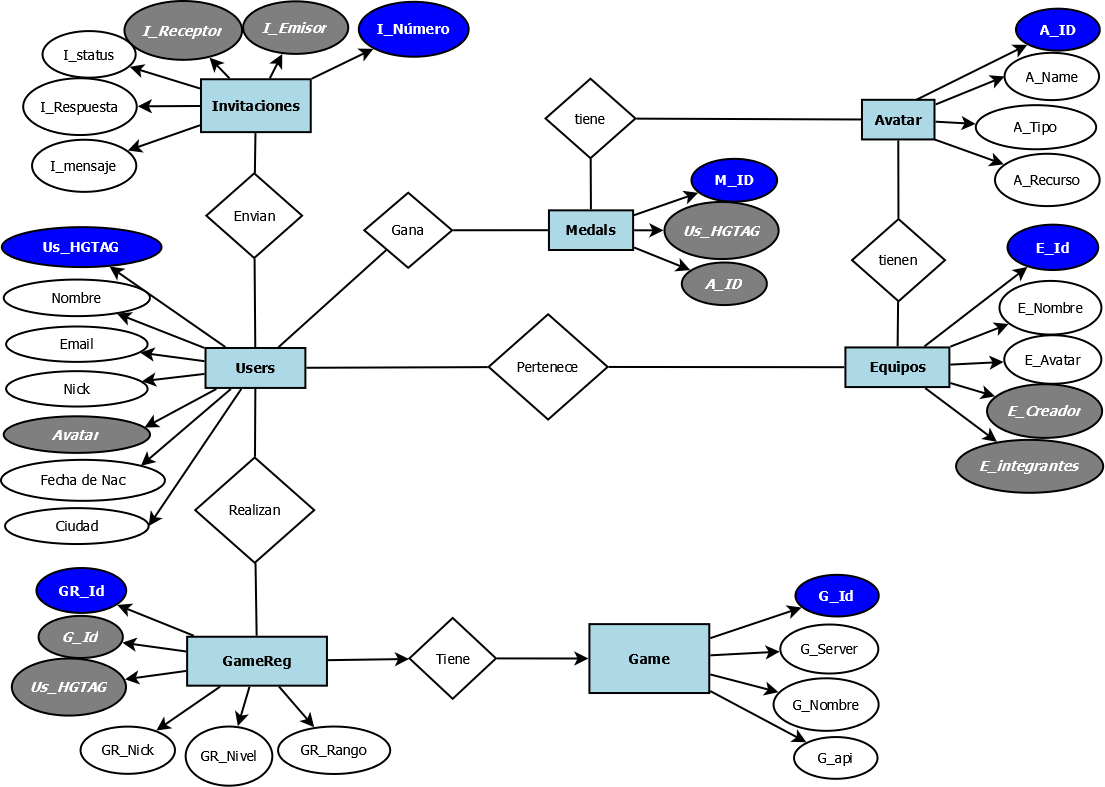 I_Receptor
I_Emisor
I_Número
I_status
I_Respuesta
I_mensaje
Invitaciones
Envian
tiene
Avatar
A_ID
A_Name
A_Tipo
A_Recurso
Gana
Medals
M_ID
Us_HGTAG
A_ID
tienen
Us_HGTAG
Nombre
Email
Nick
Avatar
Fecha de Nac
Ciudad
Users
Pertenece
Equipos
E_Id
E_Nombre
E_Avatar
E_Creador
E_integrantes
Realizan
GR_Id
G_Id
Us_HGTAG
GameReg
GR_Nick
GR_Nivel
GR_Rango
Tiene
Game
G_Id
G_Server
G_Nombre
G_api